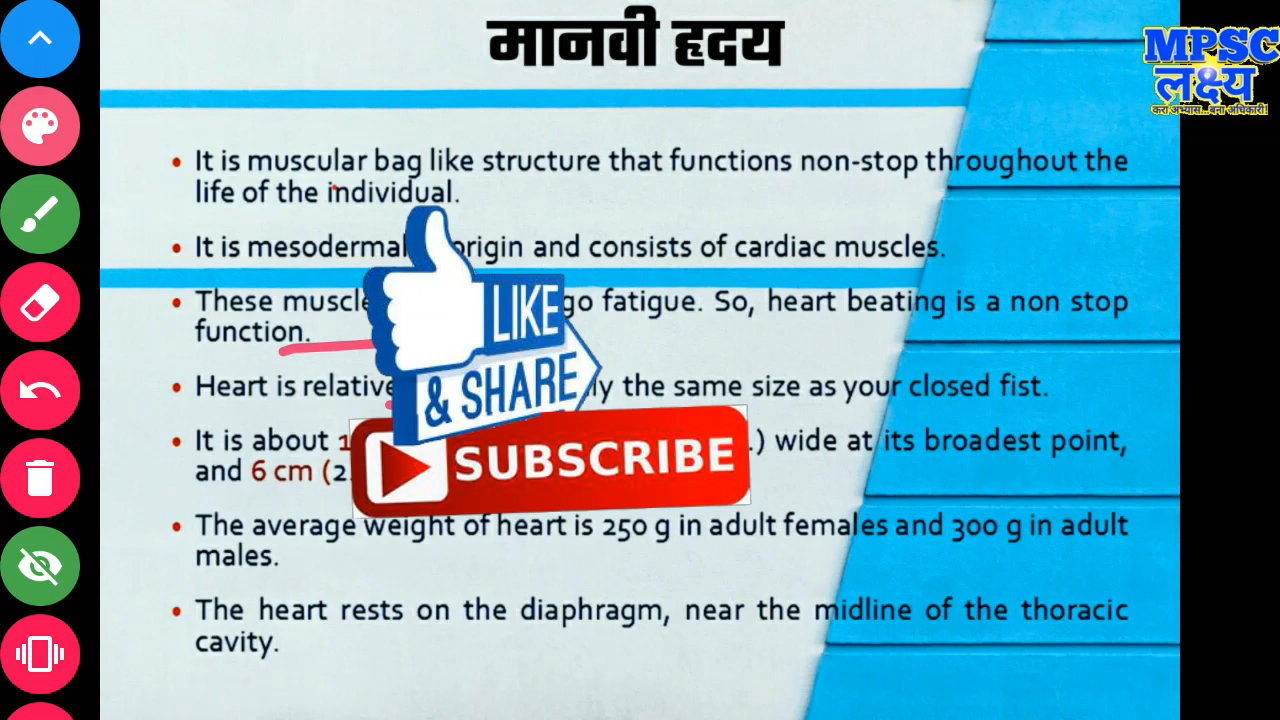 मानवी हृदय
MPSC
लक्ष्य
करा अभ्यास...बना अधिकारी!
• It is muscular bag like structure that functions non-stop throughout the
life of the individual.
• It is mesodermal origin and consists of cardiac muscles.
• These go fatigue. So, heart beating is a non stop
function.
• Heart is the same size as your closed fist.
• It is about wide at its broadest point,
and 6 cm
LIKE
& SHARE
SUBSCRIBE
• The average weight of heart is 250 g in adult females and 300 g in adult
males.
• The heart rests on the diaphragm, near the midline of the thoracic
cavity.